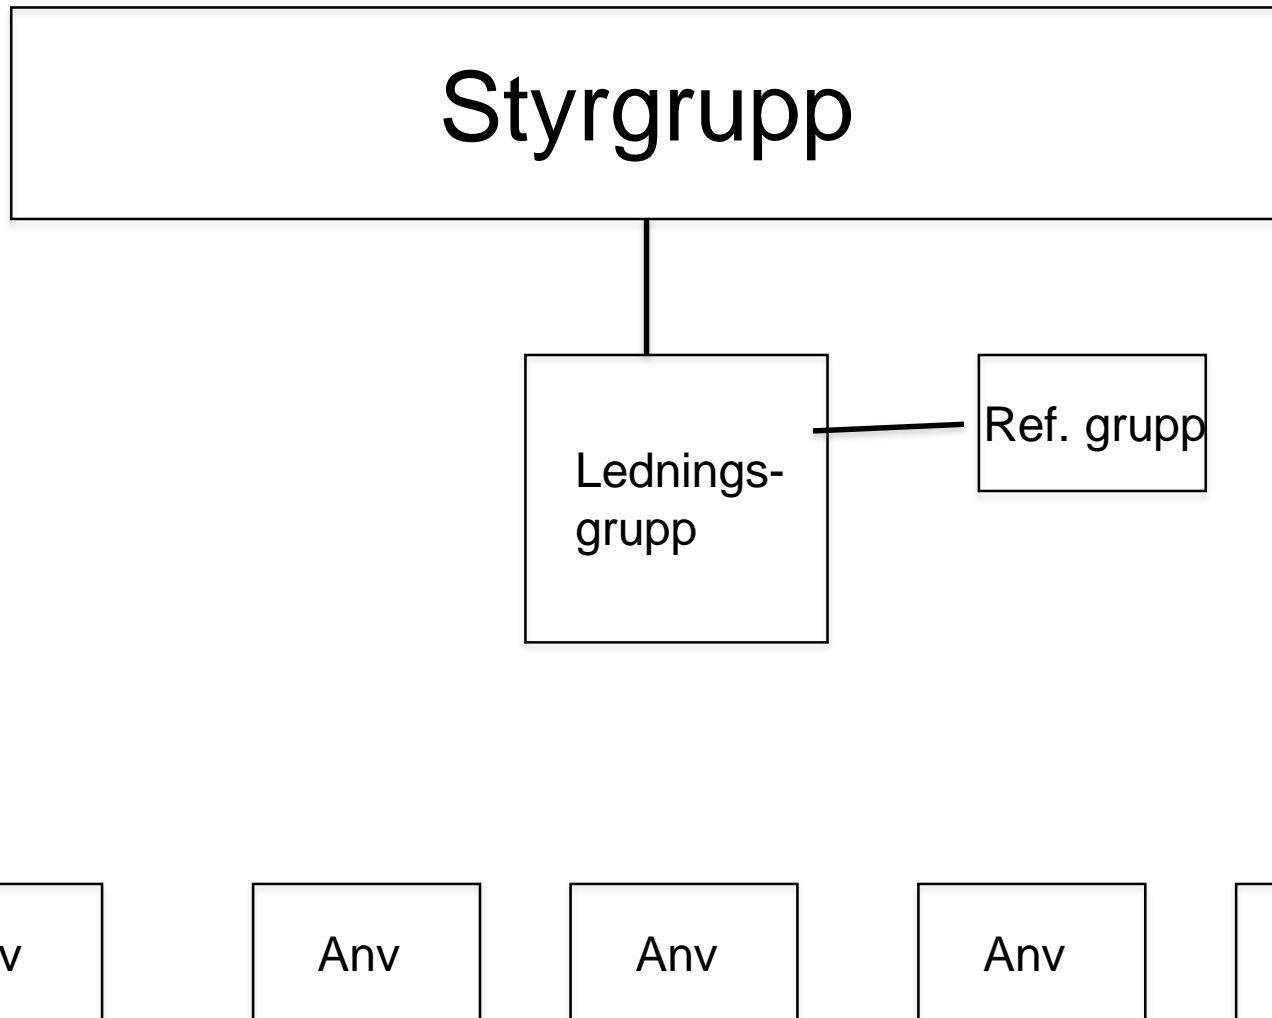 Styrgrupp
Ref. grupp
Lednings-
grupp
v
Anv
Anv
Anv